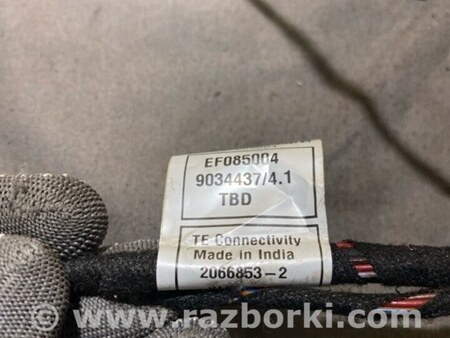 EF085004
9034437/4.1
TBD
TE Connectivity
Made in India
2066853-2
www.razborki.com